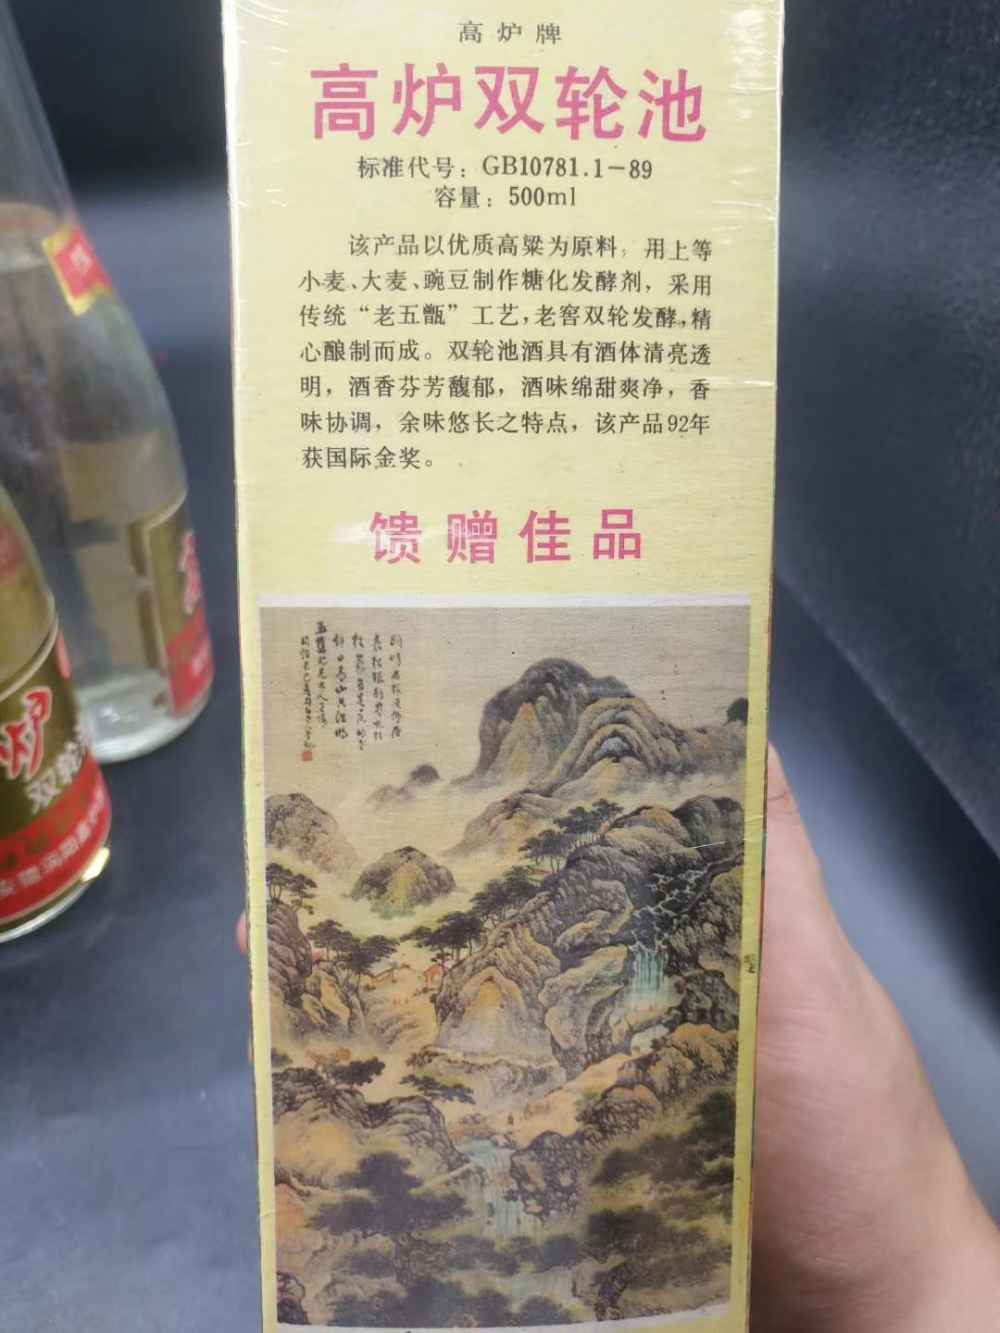 高炉牌
高炉双轮池
标准代号：GB10781.1-89
容量：500ml
该产品以优质高粱为原料，用上等
小麦、大麦、豌豆制作糖化发酵剂，采用
传统“老五甑”工艺，老窖双轮发酵，精
心酿制而成。双轮池酒具有酒体清亮透
明，酒香芬芳馥郁，酒味绵甜爽净，香
味协调，余味悠长之特点，该产品92年
获国际金奖。
馈赠佳品
炉
双轮